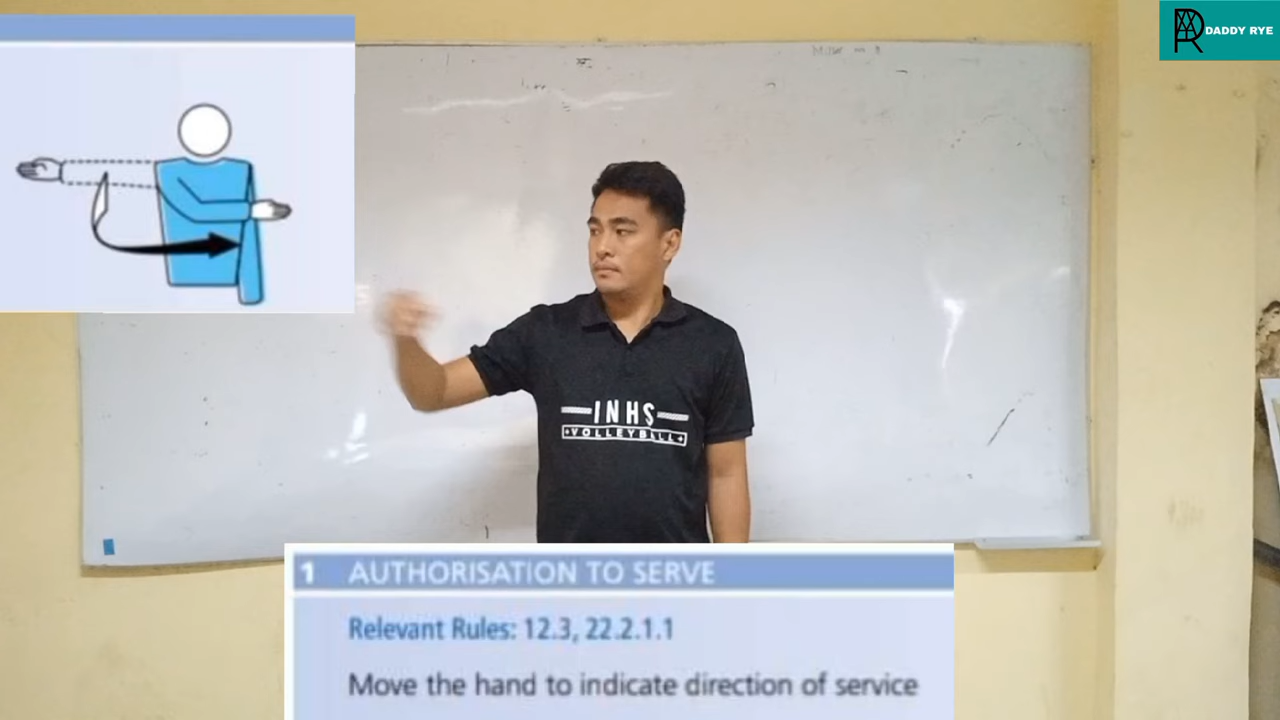 DADDY RYE
INHS
VOLLEYBALL
1 AUTHORISATION TO SERVE
Relevant Rules: 12.3, 22.2.1.1
Move the hand to indicate direction of service